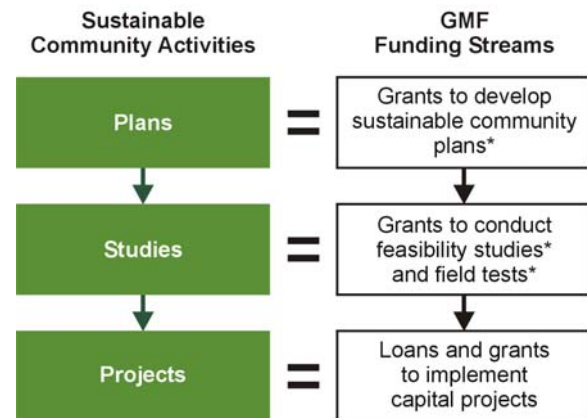 Sustainable
Community Activities
GMF
Funding Streams
Plans
=
Grants to develop
sustainable community
plans*
Studies
=
Grants to conduct
feasibility studies*
and field tests*
Projects
=
Loans and grants
to implement
capital projects